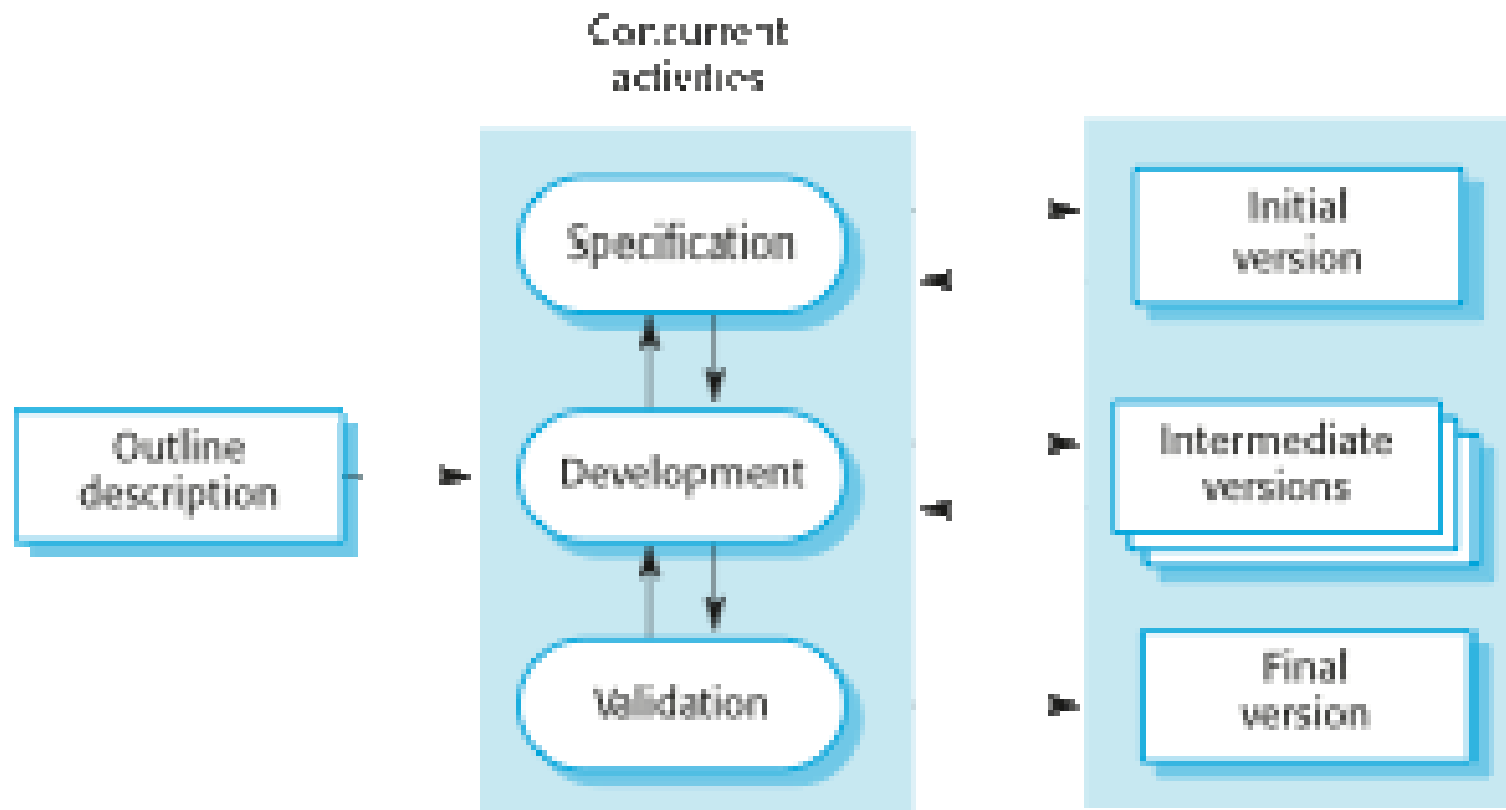 Concurrent
activities
Outline
description
Specification
Development
Validation
Initial
version
Intermediate
versions
Final
version